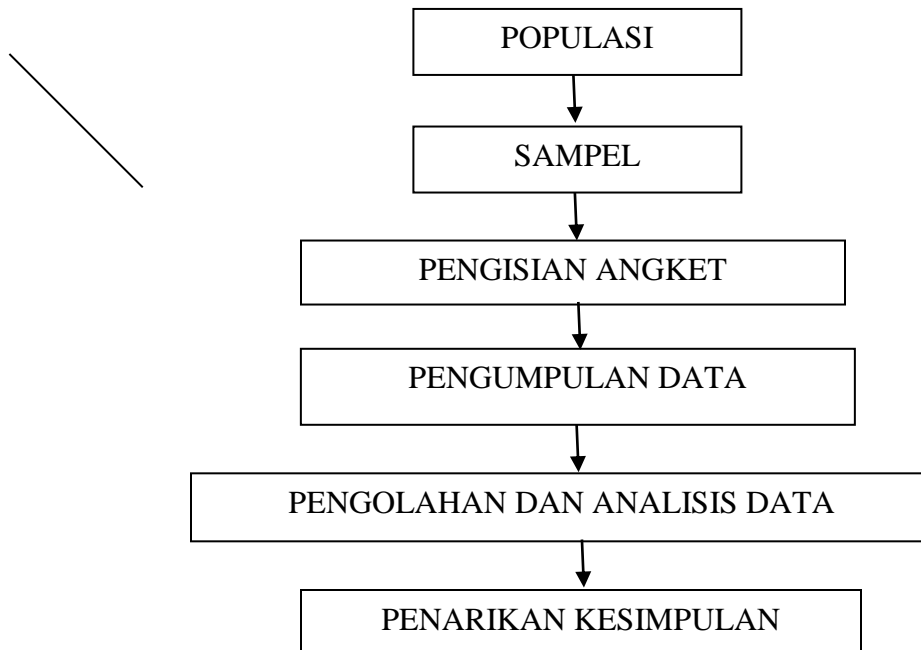 POPULASI
SAMPEL
PENGISIAN ANGKET
PENGUMPULAN DATA
PENGOLAHAN DAN ANALISIS DATA
PENARIKAN KESIMPULAN